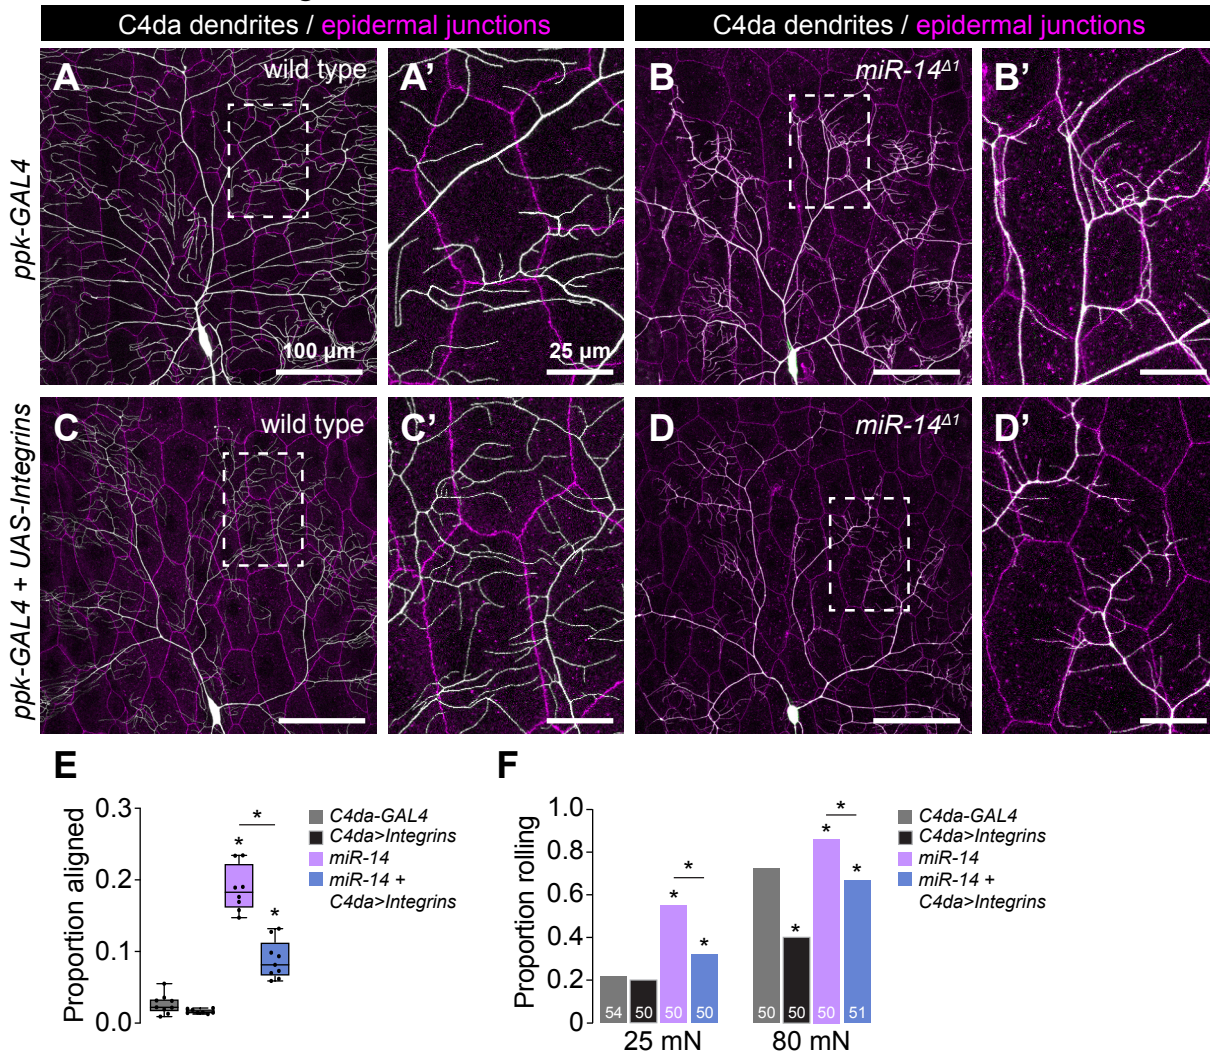 C4da dendrites / epidermal junctions
C4da dendrites / epidermal junctions
ppk-GAL4
A
wild type
100 µm
A'
25 µm
B
miR-14Δ1
B'
ppk-GAL4 + UAS-Integrins
C
wild type
C'
D
miR-14Δ1
D'
E
Proportion aligned
0.3
0.2
0.1
0.0
*
*
*
C4da-GAL4
C4da>Integrins
miR-14
miR-14 +
C4da>Integrins
F
Proportion rolling
1.0
0.8
0.6
0.4
0.2
0
*
*
*
*
*
*
*
54 50 50 50
50 50 50 51
25 mN
80 mN
C4da-GAL4
C4da>Integrins
miR-14
miR-14 +
C4da>Integrins